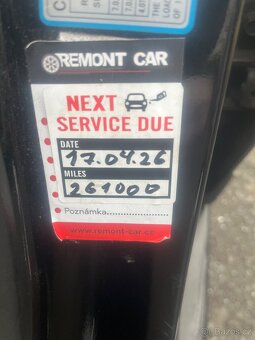 REMONT CAR
NEXT
SERVICE DUE
DATE
17.04.26
MILES
261000
Poznámka
www.remont-car.cz